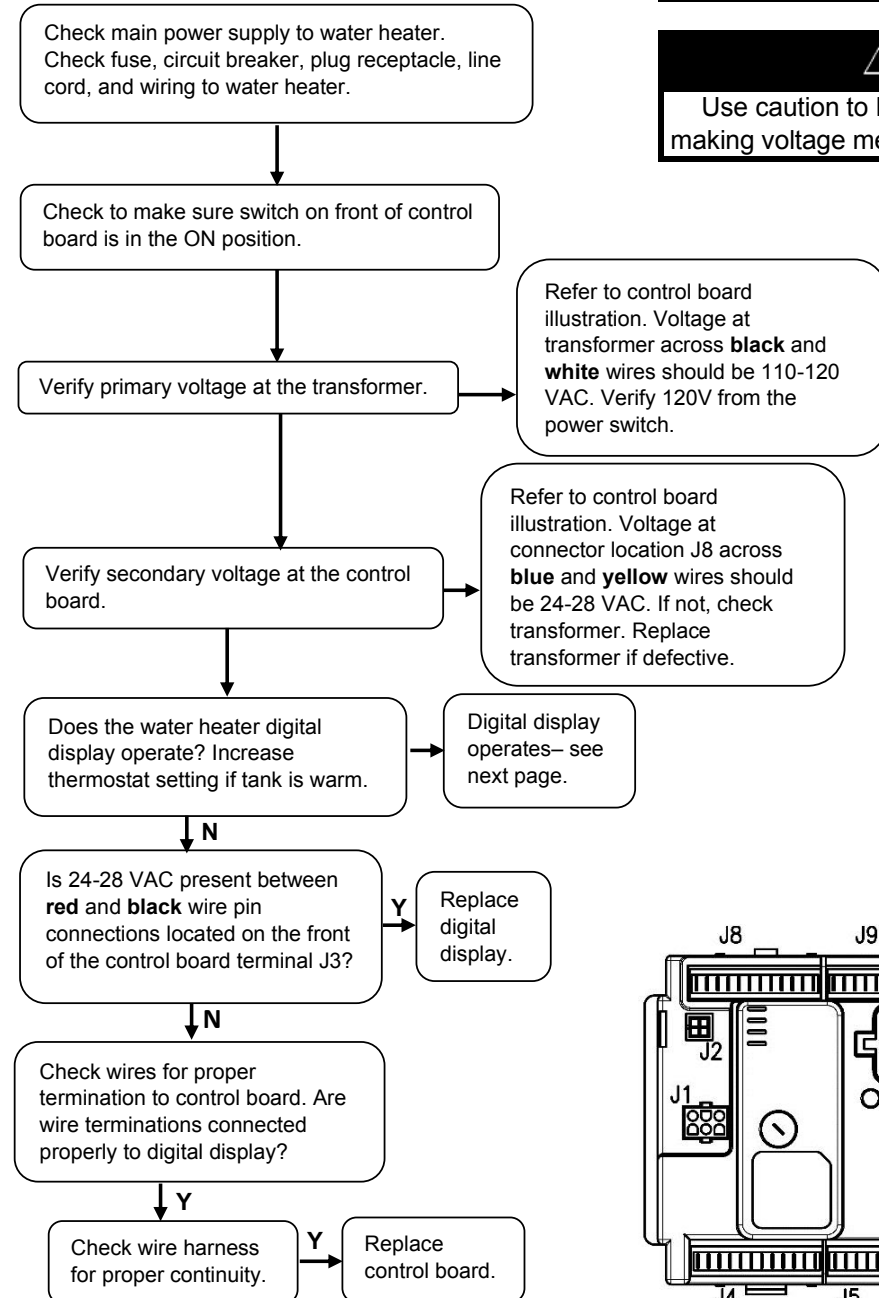 Check main power supply to water heater.
Check fuse, circuit breaker, plug receptacle, line
cord, and wiring to water heater.
Use caution to
making voltage
Check to make sure switch on front of control
board is in the ON position.
Refer to control board
illustration. Voltage at
transformer across black and
white wires should be 110-120
VAC. Verify 120V from the
power switch.
Verify primary voltage at the transformer.
Refer to control board
illustration. Voltage at
connector location J8 across
blue and yellow wires should
be 24-28 VAC. If not, check
transformer. Replace
transformer if defective.
Verify secondary voltage at the control
board.
Does the water heater digital
display operate? Increase
thermostat setting if tank is warm.
Digital display
operates– see
next page.
N
Is 24-28 VAC present between
red and black wire pin
connections located on the front
of the control board terminal J3?
Y
Replace
digital
display.
N
Check wires for proper
termination to control board. Are
wire terminations connected
properly to digital display?
Y
Check wire harness
for proper continuity.
Y
Replace
control board.
J8
J9
J2
J1
J4
J5